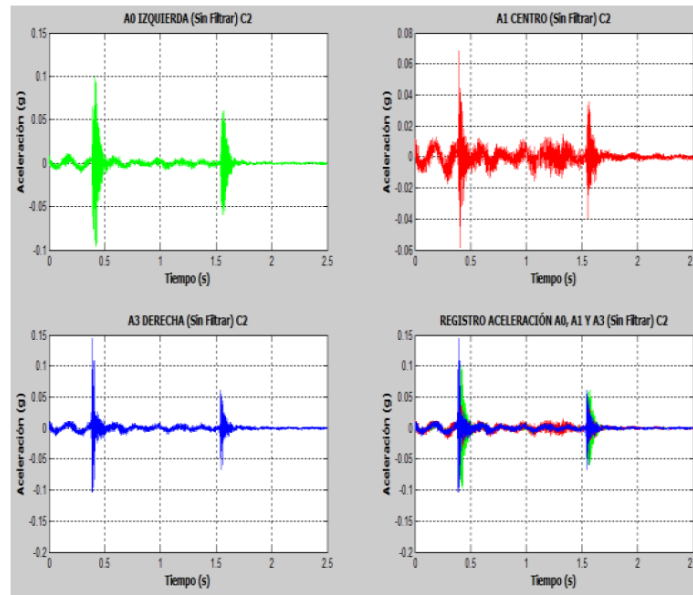 A0 IZQUIERDA (Sin Filtrar) C2
0.15
0.1
0.05
0
-0.05
-0.1
0 0.5 1 1.5 2 2.5
Aceleración (g)
Tiempo (s)
A1 CENTRO (Sin Filtrar) C2
0.08
0.06
0.04
0.02
0
-0.02
-0.04
0.06
0 0.5 1 1.5 2 2.5
Aceleración (g)
Tiempo (s)
A3 DERECHA (Sin Filtrar) C2
0.15
0.1
0.05
0
-0.05
-0.1
-0.15
-0.2
0 0.5 1 1.5 2 2.5
Aceleración (g)
Tiempo (s)
REGISTRO ACELERACIÓN A0, A1 Y A3 (Sin Filtrar) C2
0.15
0.1
0.05
0
-0.05
-0.1
-0.15
-0.2
0 0.5 1 1.5 2 2.5
Aceleración (g)
Tiempo (s)